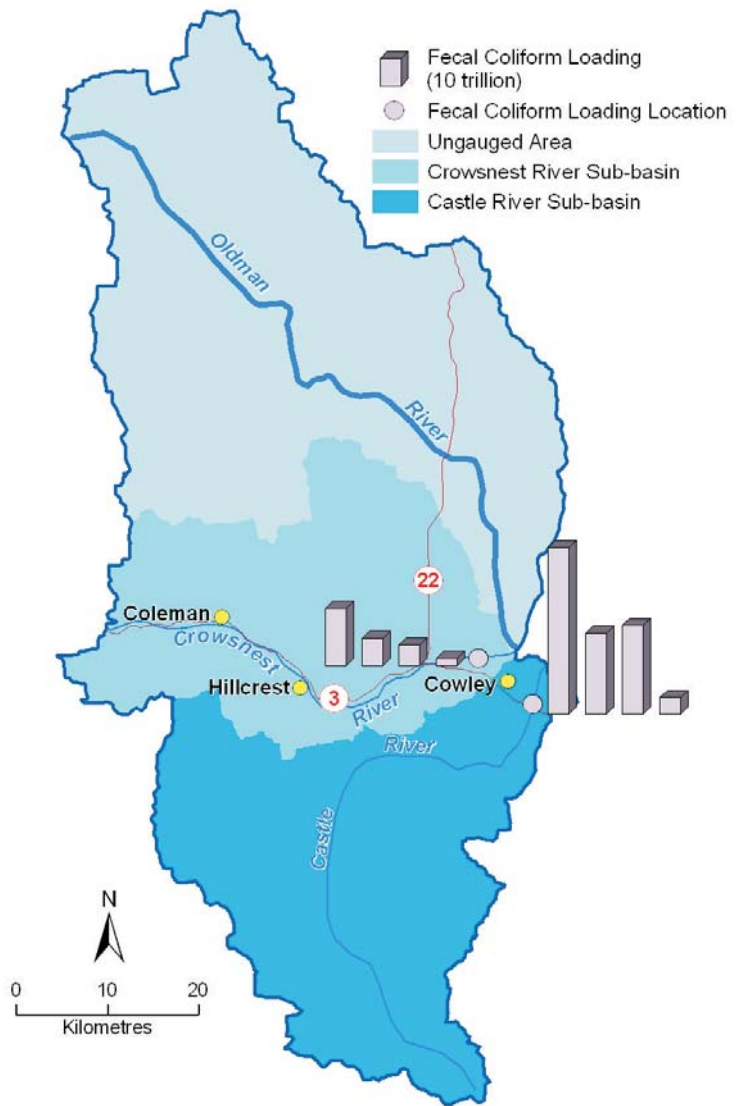 Fecal Coliform Loading
(10 trillion)
Fecal Coliform Loading Location
Ungauged Area
Crowsnest River Sub-basin
Castle River Sub-basin
Oldman
River
22
Coleman
Crowsnest
Hillcrest
3
River
Cowley
River
Castle
N
0 10 20
Kilometres